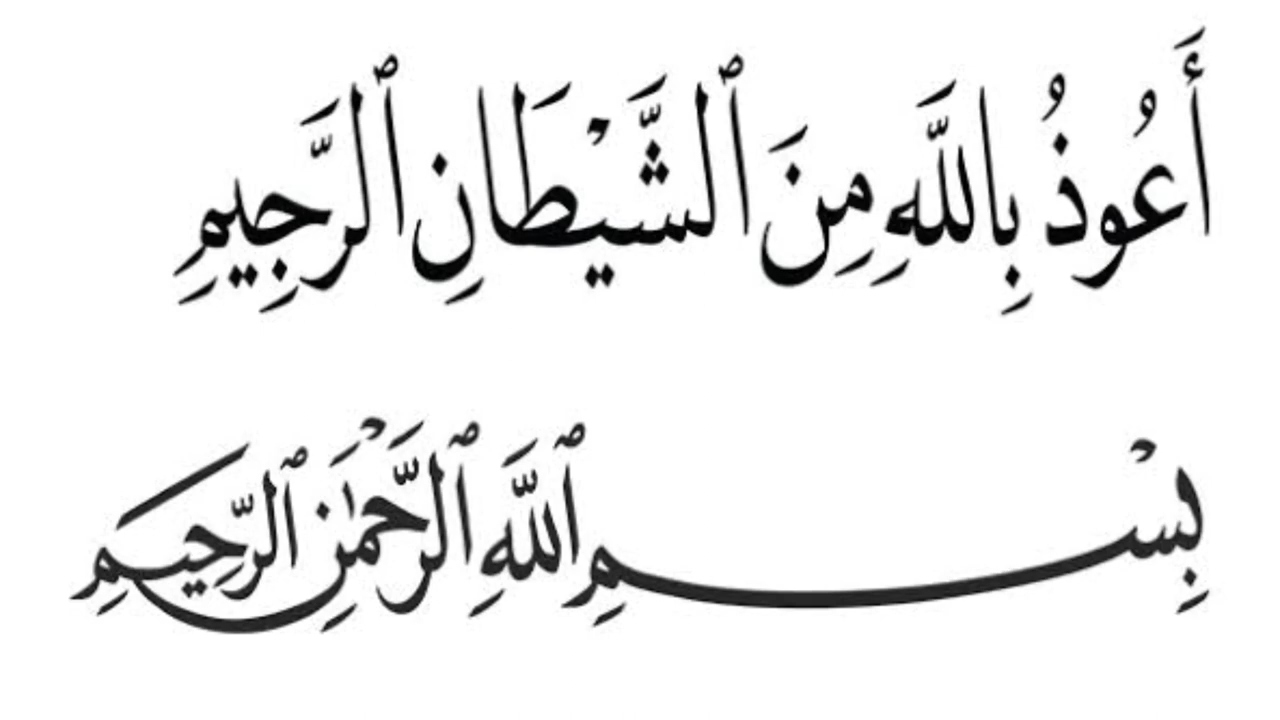 أَعُوذُ بِاللَّهِ مِنَ ٱلشَّيْطَانِ ٱلرَّجِيمِ
بِسْمِ ٱللَّهِ ٱلرَّحْمَٰنِ ٱلرَّحِيمِ